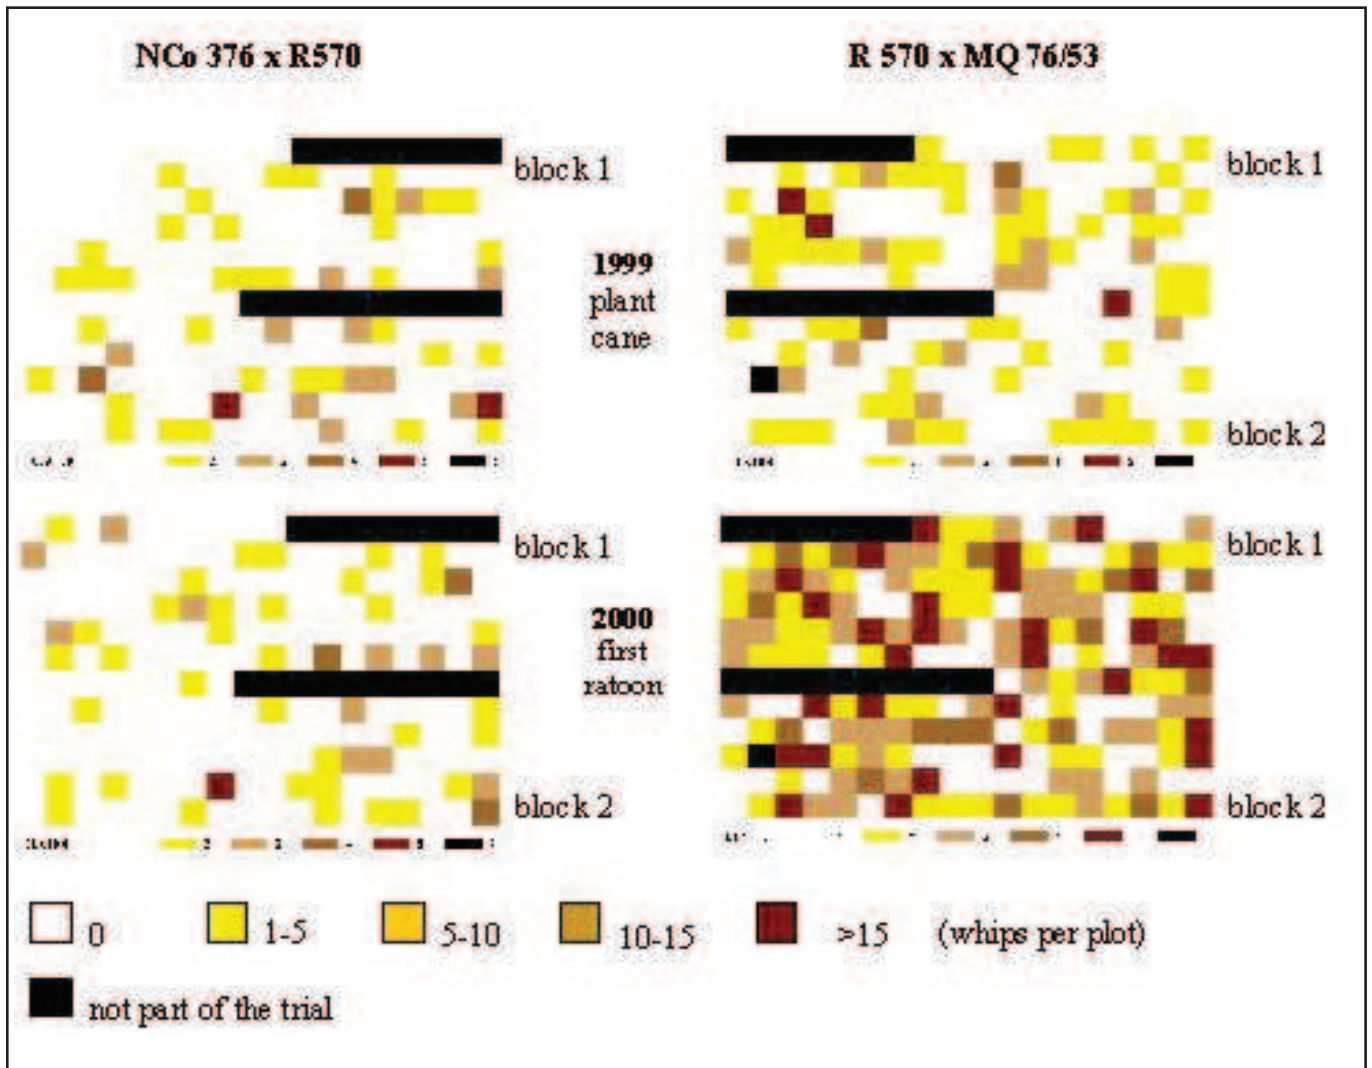 NCo 376 x R570
R 570 x MQ 76/53
block 1
block 1
1999
plant
cane
block 2
block 2
block 1
block 1
2000
first
ratoon
block 2
block 2
0
1-5
5-10
10-15
>15
(whips per plot)
not part of the trial